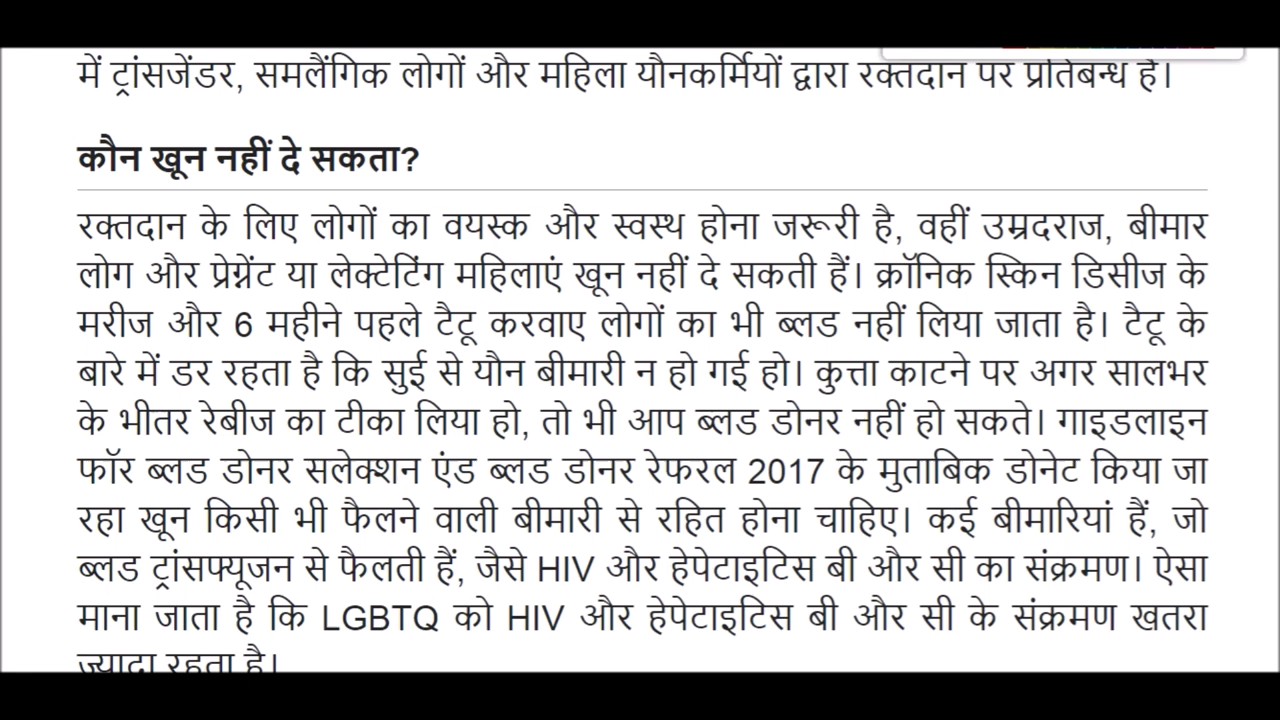 में ट्रांसजेंडर, समलैंगिक लोगों और महिला यौनकर्मियों द्वारा रक्तदान पर प्रतिबन्ध है।
कौन खून नहीं दे सकता?
रक्तदान के लिए लोगों का वयस्क और स्वस्थ होना जरूरी है, वहीं उम्रदराज, बीमार
लोग और प्रेग्नेंट या लेक्टेटिंग महिलाएं खून नहीं दे सकती हैं। क्रॉनिक स्किन डिसीज के
मरीज और 6 महीने पहले टैटू करवाए लोगों का भी ब्लड नहीं लिया जाता है। टैटू के
बारे में डर रहता है कि सुई से यौन बीमारी न हो गई हो। कुत्ता काटने पर अगर सालभर
के भीतर रेबीज का टीका लिया हो, तो भी आप ब्लड डोनर नहीं हो सकते। गाइडलाइन
फॉर ब्लड डोनर सलेक्शन एंड ब्लड डोनर रेफरल 2017 के मुताबिक डोनेट किया जा
रहा खून किसी भी फैलने वाली बीमारी से रहित होना चाहिए। कई बीमारियां हैं, जो
ब्लड ट्रांसफ्यूजन से फैलती हैं, जैसे HIV और हेपेटाइटिस बी और सी का संक्रमण। ऐसा
माना जाता है कि LGBTQ को HIV और हेपेटाइटिस बी और सी के संक्रमण खतरा
ज्यादा रहता है।